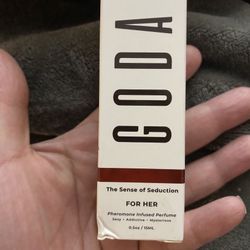 GODA
The Sense of Seduction
FOR HER
Pheromone Infused Perfume
Sexy • Addictive • Mysterious
0.5oz / 15ML